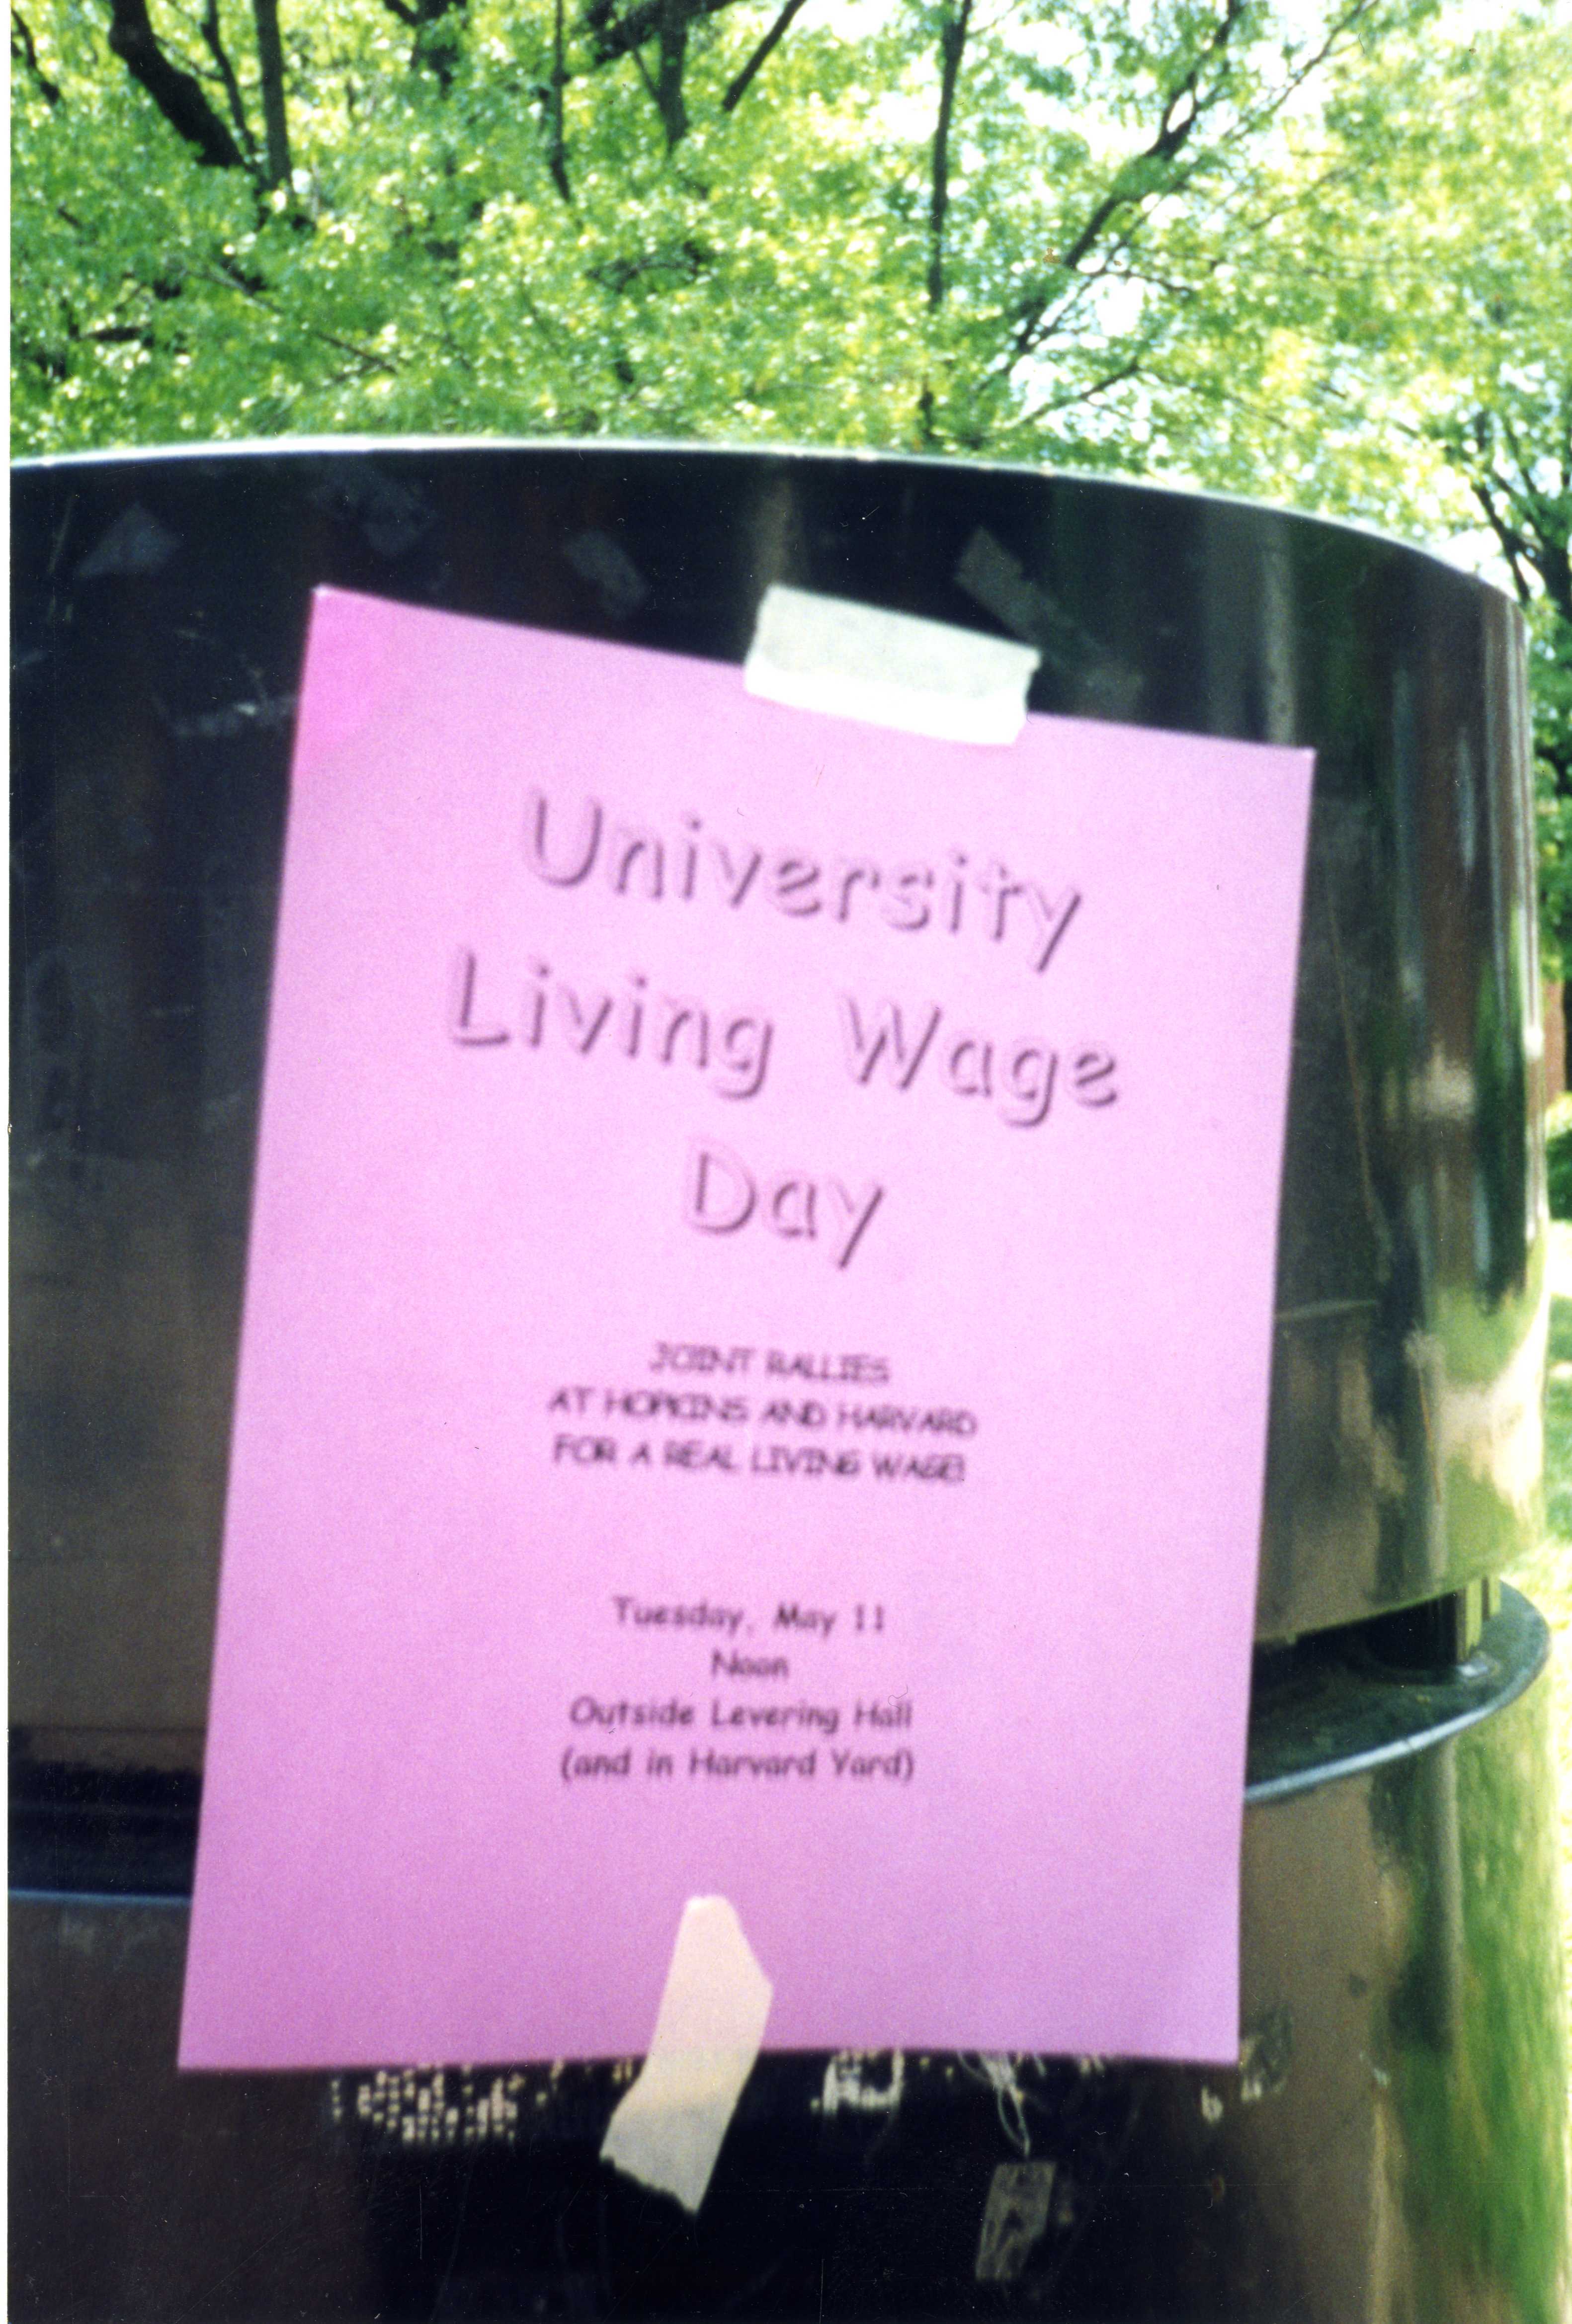 University
Living Wage
Day
JOINT RALLIES
AT HOPKINS AND HARVARD
FOR A REAL LIVING WAGE!
Tuesday, May 11
Noon
Outside Levering Hall
(and in Harvard Yard)